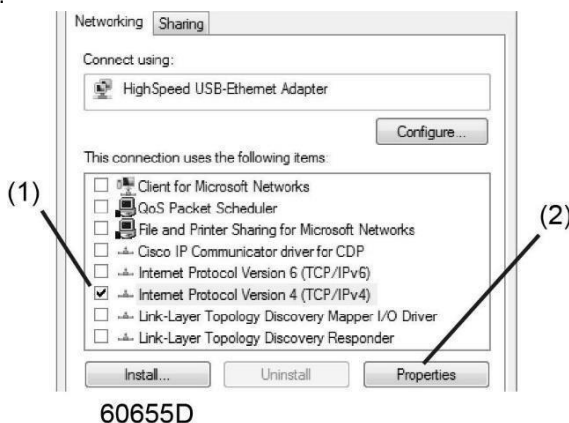 Networking Sharing
Connect using:
HighSpeed USB-Ethernet Adapter
Configure...
This connection uses the following items:
(1)
Client for Microsoft Networks
QoS Packet Scheduler
File and Printer Sharing for Microsoft Networks
(2)
Cisco IP Communicator driver for CDP
Internet Protocol Version 6 (TCP/IPv6)
Internet Protocol Version 4 (TCP/IPv4)
Link-Layer Topology Discovery Mapper I/O Driver
Link-Layer Topology Discovery Responder
Install... Uninstall Properties
60655D